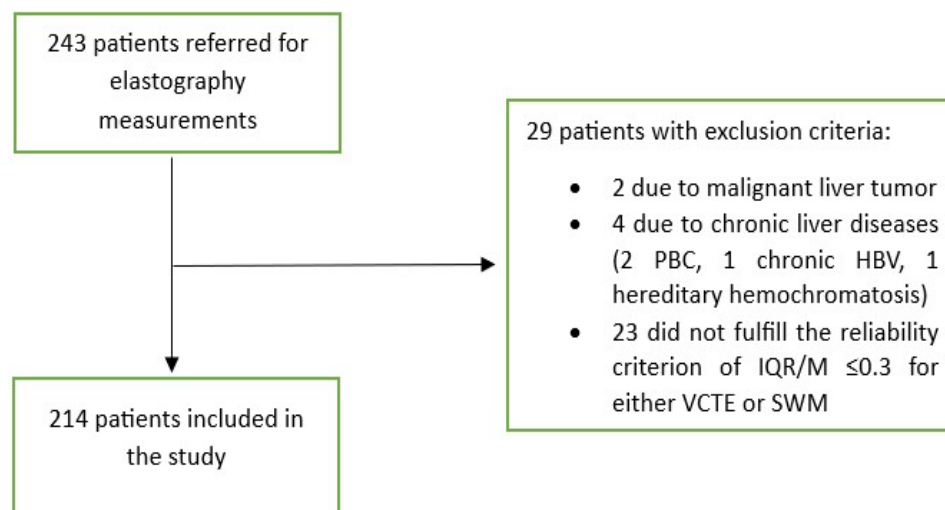 243 patients referred for
elastography
measurements
29 patients with exclusion criteria:
• 2 due to malignant liver tumor
• 4 due to chronic liver diseases
(2 PBC, 1 chronic HBV, 1
hereditary hemochromatosis)
• 23 did not fulfill the reliability
criterion of IQR/M ≤0.3 for
either VCTE or SWM
214 patients included in
the study